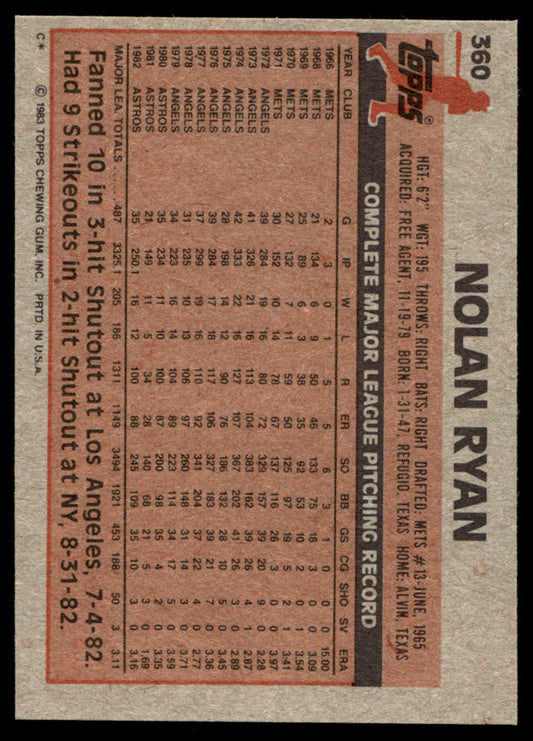 360
topps®
NOLAN RYAN
HGT: 6'2" WGT: 195 THROWS: RIGHT BATS: RIGHT DRAFTED: METS #13-JUNE, 1965
ACQUIRED: FREE AGENT, 11-19-79 BORN: 1-31-47 REFUGIO, TEXAS HOME: ALVIN, TEXAS
COMPLETE MAJOR LEAGUE PITCHING RECORD
YEAR CLUB G IP W L R ER SO BB GS CG SHO SV ERA
1966 METS 2 3 0 1 5 5 6 3 1 0 0 0 15.00
1968 METS 21 134 6 9 50 46 133 75 18 3 0 0 3.09
1969 METS 25 89 6 3 38 35 92 53 10 2 0 1 3.54
1970 METS 27 132 7 11 59 50 125 97 19 5 2 1 3.41
1971 METS 30 152 10 14 78 67 137 116 26 3 0 0 3.97
1972 ANGELS 39 284 19 16 80 72 329 157 39 20 9 0 2.28
1973 ANGELS 41 326 21 16 113 104 383 162 39 26 4 1 2.87
1974 ANGELS 42 333 22 16 127 107 367 202 41 26 3 0 2.89
1975 ANGELS 28 198 14 12 90 76 186 132 28 10 5 0 3.45
1976 ANGELS 39 284 17 18 117 106 327 183 39 21 7 0 3.36
1977 ANGELS 37 299 19 16 110 92 341 204 37 22 4 0 2.77
1978 ANGELS 31 235 10 13 106 97 260 148 31 14 3 0 3.71
1979 ANGELS 34 223 16 14 104 89 223 114 34 17 5 0 3.59
1980 ASTROS 35 234 11 10 100 87 200 98 35 4 2 0 3.35
1981 ASTROS 21 149 11 5 34 28 140 68 21 5 3 0 1.69
1982 ASTROS 35 250.1 16 12 100 88 245 109 35 10 3 0 3.16
MAJOR LEA. TOTALS ..... 487 3325.1 205 186 1311 1149 3494 1921 453 188 50 3 3.11
Fanned 10 in 3-hit Shutout at Los Angeles, 7-4-82.
Had 9 Strikeouts in 2-hit Shutout at NY, 8-31-82.
C* © 1983 TOPPS CHEWING GUM, INC. PRTD. IN U.S.A.